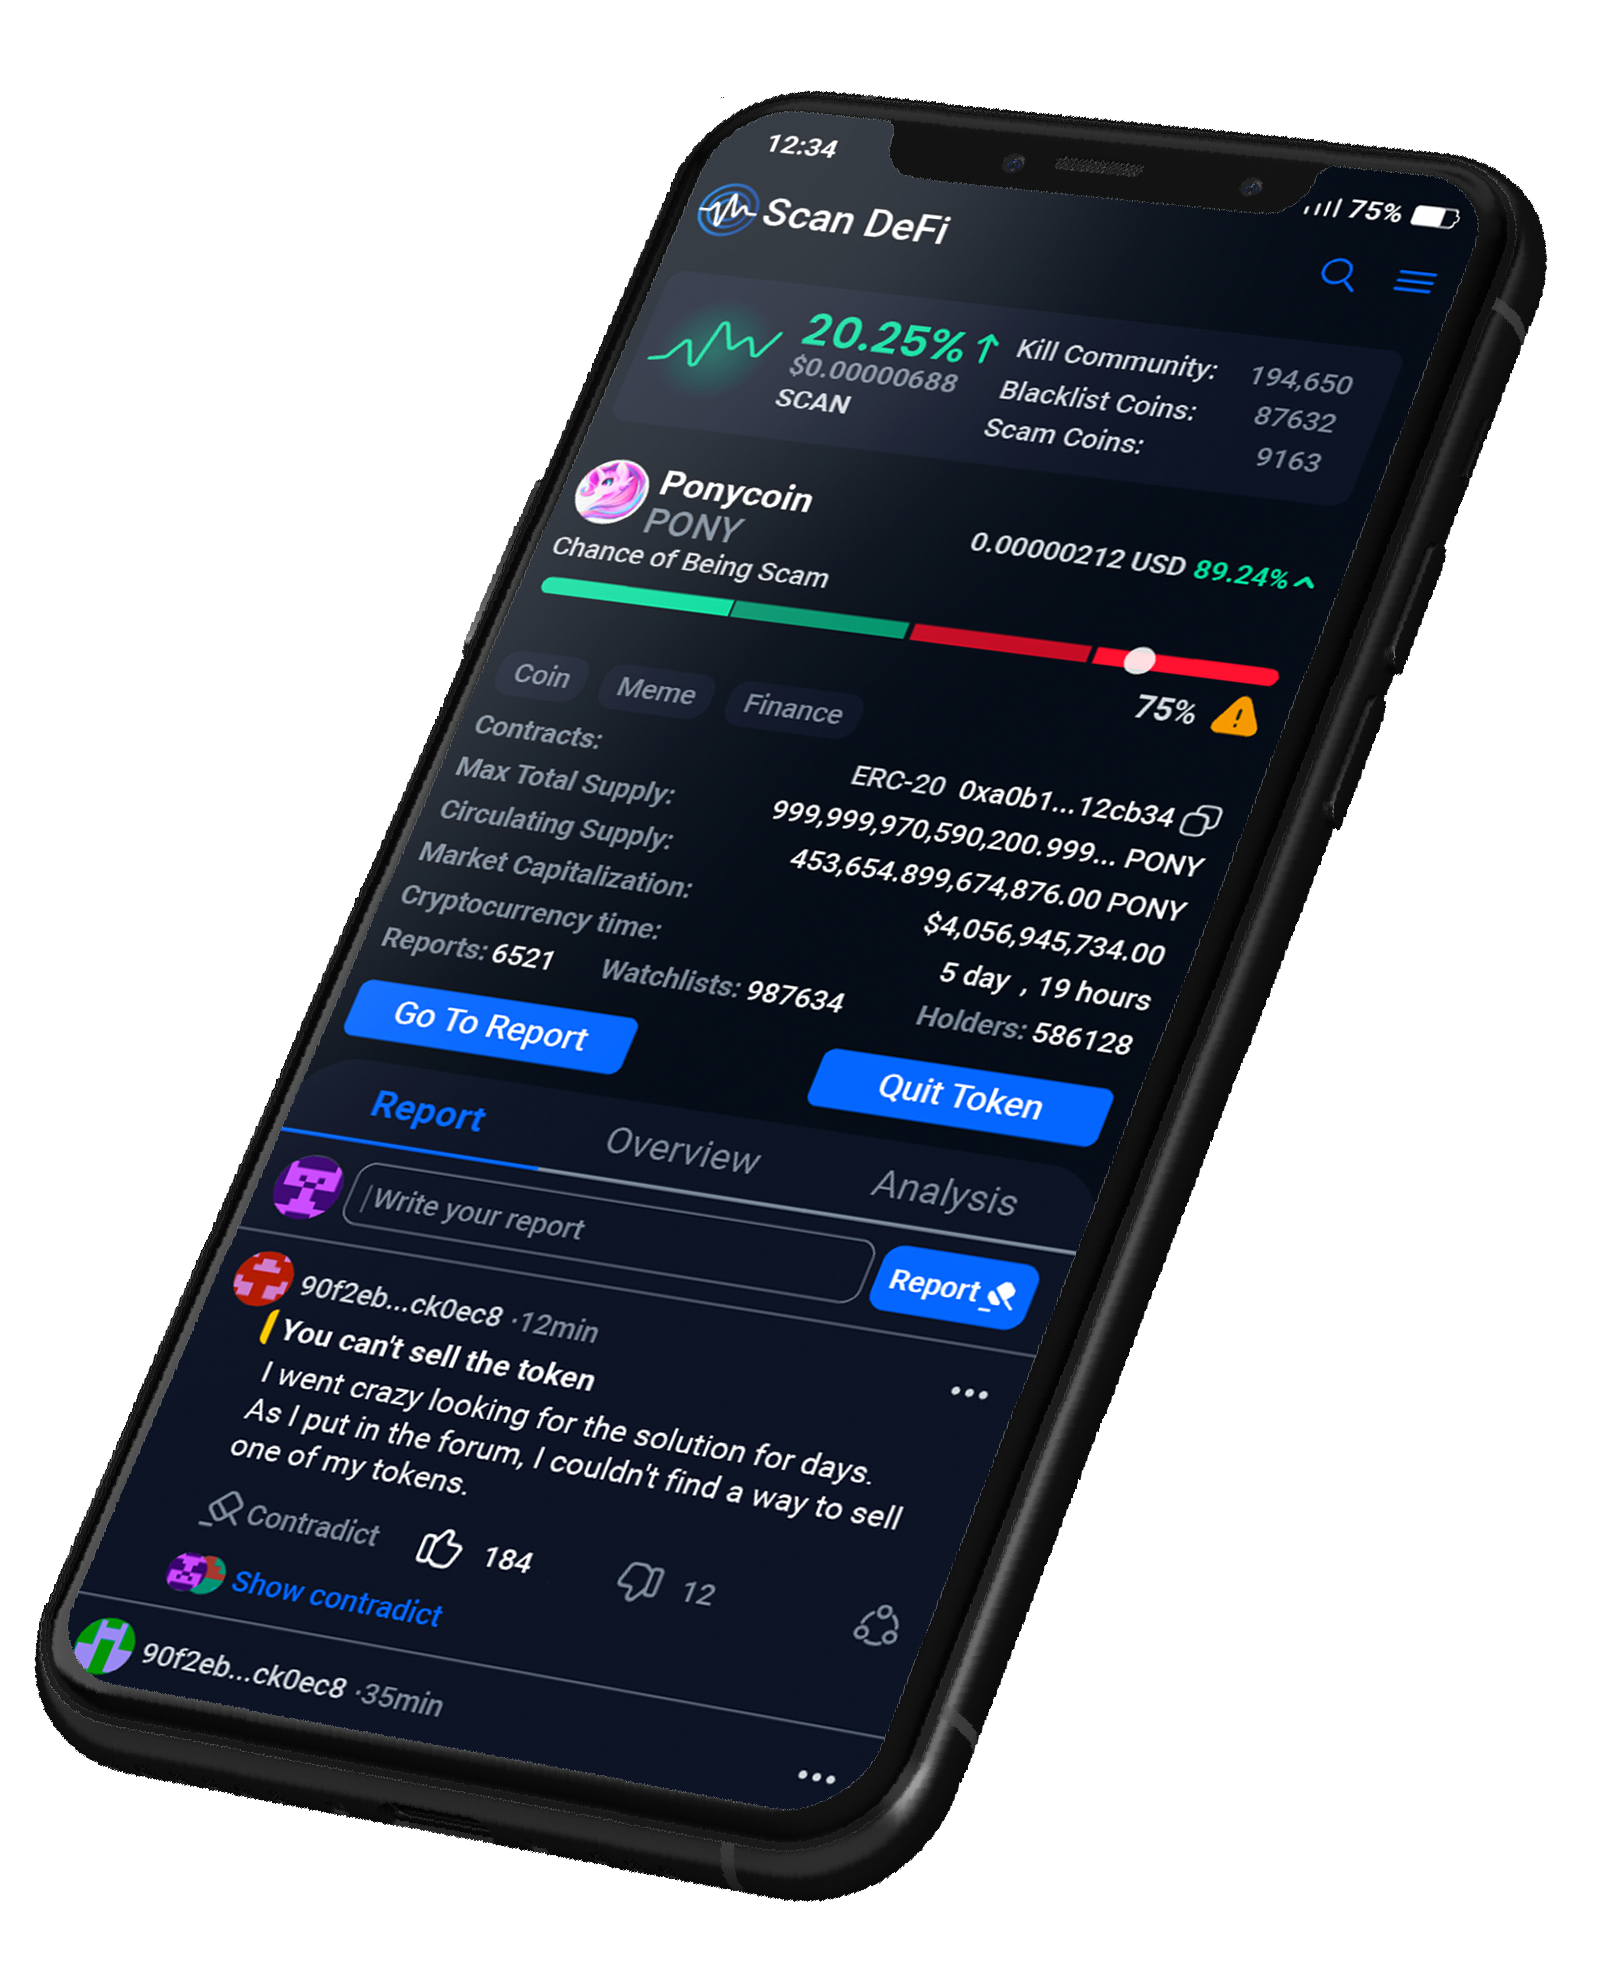 12:34
75%
Scan DeFi
20.25%↑
$0.00000688
SCAN
Kill Community: 194,650
Blacklist Coins: 87632
Scam Coins: 9163
Ponycoin
PONY
0.00000212 USD 89.24%
Chance of Being Scam
75%
Coin Meme Finance
Contracts: ERC-20 0xa0b1...12cb34
Max Total Supply: 999,999,970,590,200.999... PONY
Circulating Supply: 453,654.899,674,876.00 PONY
Market Capitalization: $4,056,945,734.00
Cryptocurrency time: 5 day , 19 hours
Reports: 6521 Watchlists: 987634 Holders: 586128
Go To Report
Quit Token
Report Overview Analysis
Write your report
Report
90f2eb...ck0ec8 ·12min
You can't sell the token
I went crazy looking for the solution for days.
As I put in the forum, I couldn't find a way to sell
one of my tokens.
Contradict 184 12
Show contradict
90f2eb...ck0ec8 ·35min